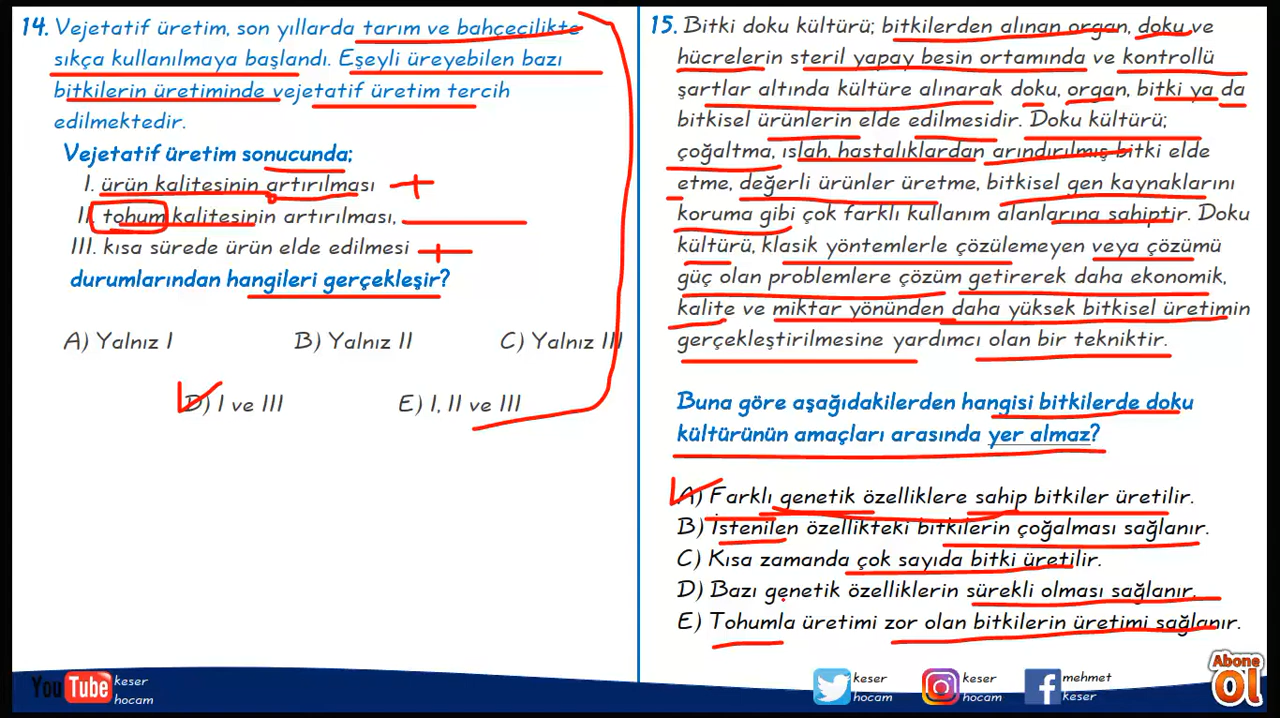 14. Vejetatif üretim, son yıllarda tarım ve bahçecilikte
sıkça kullanılmaya başlandı. Eşeyli üreyebilen bazı
bitkilerin üretiminde vejetatif üretim tercih
edilmektedir.
Vejetatif üretim sonucunda;
I. ürün kalitesinin artırılması
II. tohum kalitesinin artırılması,
III. kısa sürede ürün elde edilmesi
durumlarından hangileri gerçekleşir?
A) Yalnız I B) Yalnız II C) Yalnız III
D) I ve III E) I, II ve III
15. Bitki doku kültürü; bitkilerden alınan organ, doku ve
hücrelerin steril yapay besin ortamında ve kontrollü
şartlar altında kültüre alınarak doku, organ, bitki ya da
bitkisel ürünlerin elde edilmesidir. Doku kültürü;
çoğaltma, ıslah, hastalıklardan arındırılmış bitki elde
etme, değerli ürünler üretme, bitkisel gen kaynaklarını
koruma gibi çok farklı kullanım alanlarına sahiptir. Doku
kültürü, klasik yöntemlerle çözülemeyen veya çözümü
güç olan problemlere çözüm getirerek daha ekonomik,
kalite ve miktar yönünden daha yüksek bitkisel üretimin
gerçekleştirilmesine yardımcı olan bir tekniktir.
Buna göre aşağıdakilerden hangisi bitkilerde doku
kültürünün amaçları arasında yer almaz?
A) Farklı genetik özelliklere sahip bitkiler üretilir.
B) İstenilen özellikteki bitkilerin çoğalması sağlanır.
C) Kısa zamanda çok sayıda bitki üretilir.
D) Bazı genetik özelliklerin sürekli olması sağlanır.
E) Tohumla üretimi zor olan bitkilerin üretimi sağlanır.
YouTube keser
hocam
keser
hocam
keser
hocam
mehmet
keser
Abone
Ol